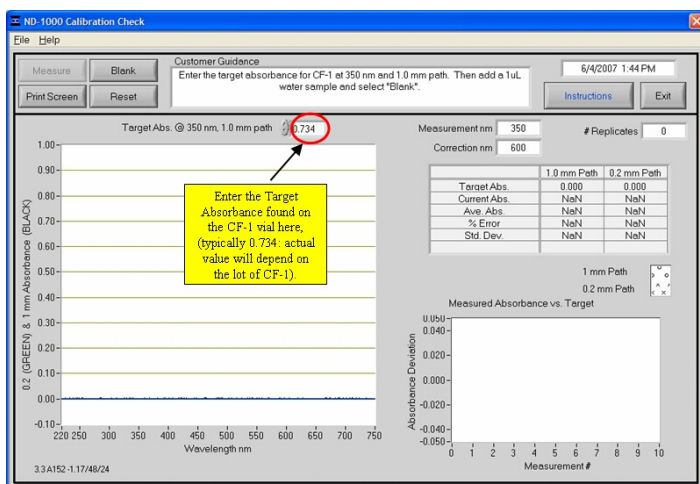 ND-1000 Calibration Check
File Help
Measure Blank
Print Screen Reset
Customer Guidance
Enter the target absorbance for CF-1 at 350 nm and 1.0 mm path. Then add a 1uL
water sample and select "Blank".
6/4/2007 1:44 PM
Instructions Exit
Target Abs. @ 350 nm, 1.0 mm path 0.734
Measurement nm 350
# Replicates 0
Correction nm 600
Enter the Target
Absorbance found on
the CF-1 vial here,
(typically 0.734: actual
value will depend on
the lot of CF-1).
0.2 (GREEN) & 1 mm Absorbance (BLACK)
1.00
0.90
0.80
0.70
0.60
0.50
0.40
0.30
0.20
0.10
0.00
-0.10
220 250 300 350 400 450 500 550 600 650 700 750
Wavelength nm
3.3 A152 -1.17/48/24
1.0 mm Path 0.2 mm Path
Target Abs. 0.000 0.000
Current Abs. NaN NaN
Ave. Abs. NaN NaN
% Error NaN NaN
Std. Dev. NaN NaN
1 mm Path
0.2 mm Path
Measured Absorbance vs. Target
Absorbance Deviation
0.050
0.040
0.020
0.000
-0.020
-0.040
-0.050
0 1 2 3 4 5 6 7 8 9 10
Measurement #